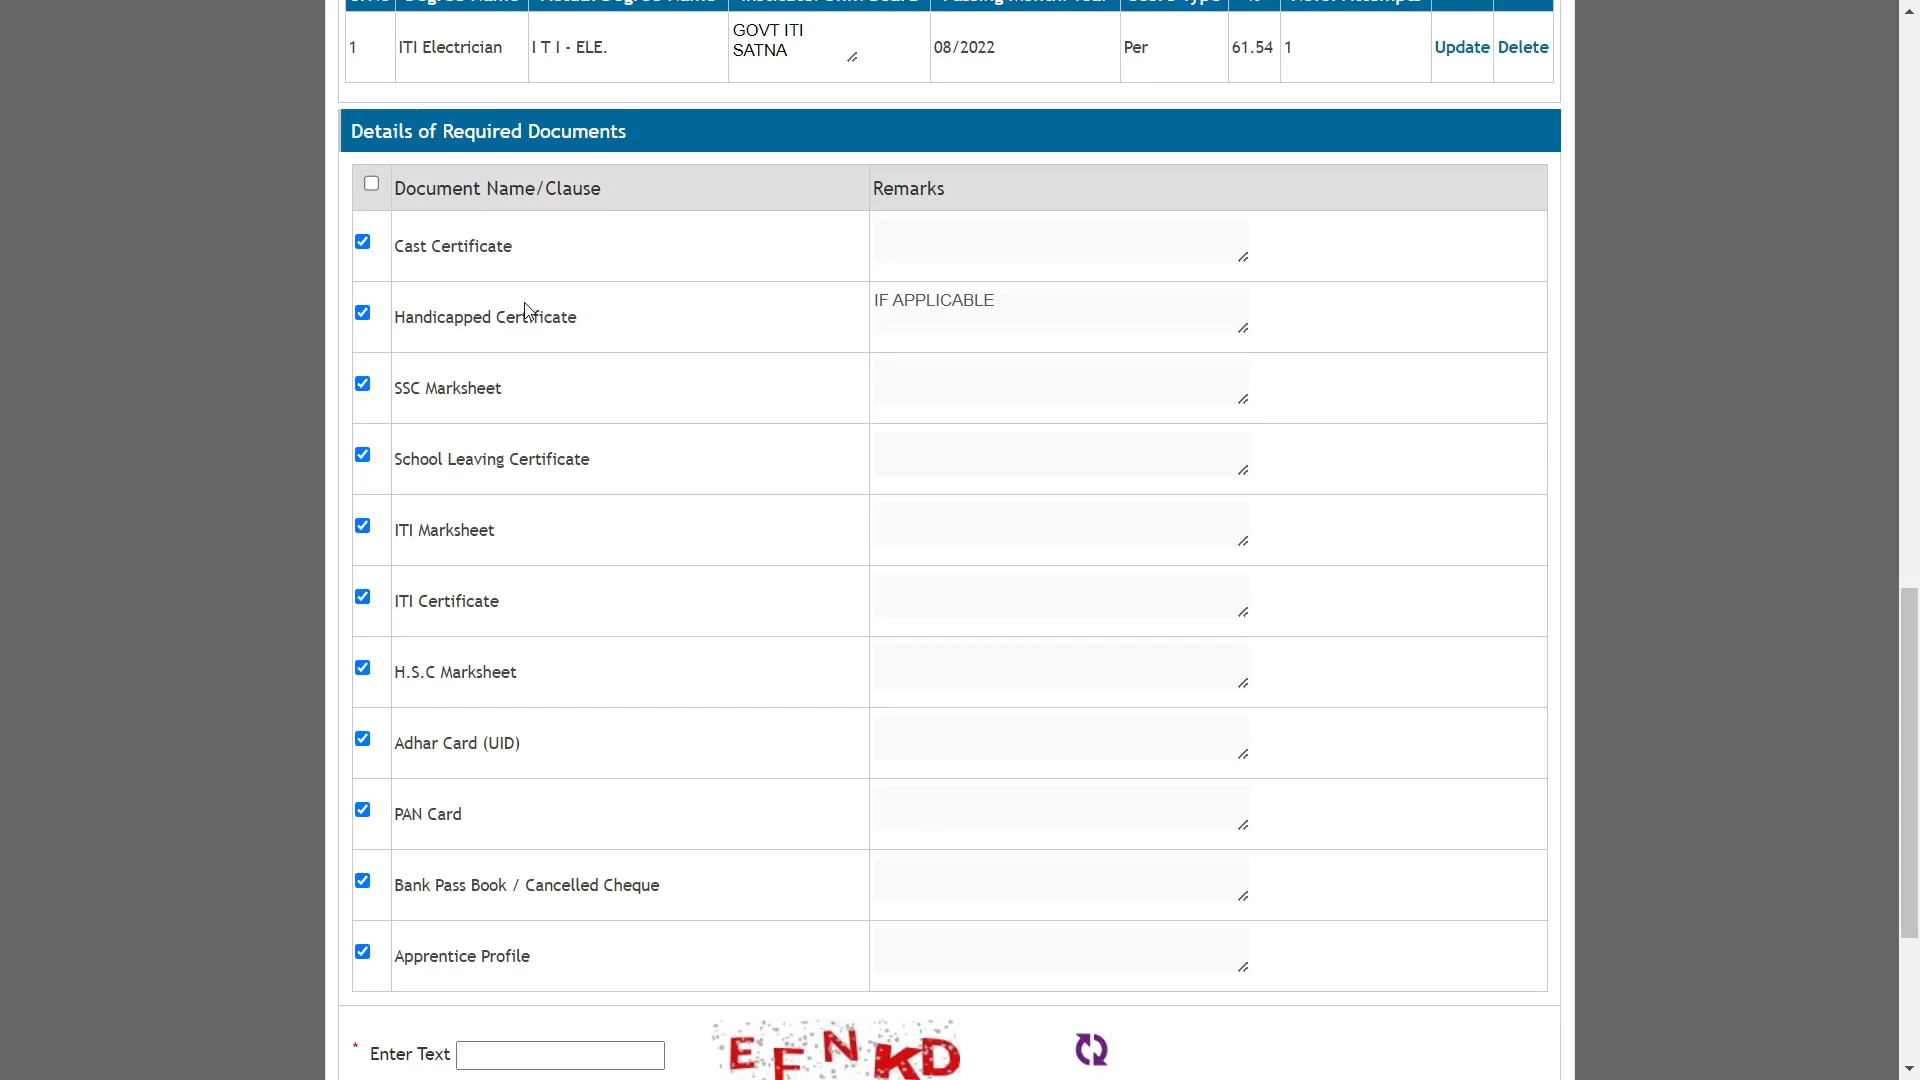 1 ITI Electrician I T I - ELE. GOVT ITI SATNA 08/2022 Per 61.54 1 Update Delete
Details of Required Documents
Document Name/Clause Remarks
Cast Certificate
Handicapped Certificate IF APPLICABLE
SSC Marksheet
School Leaving Certificate
ITI Marksheet
ITI Certificate
H.S.C Marksheet
Adhar Card (UID)
PAN Card
Bank Pass Book / Cancelled Cheque
Apprentice Profile
* Enter Text E F N K D